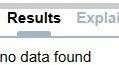 Results Explai
no data found